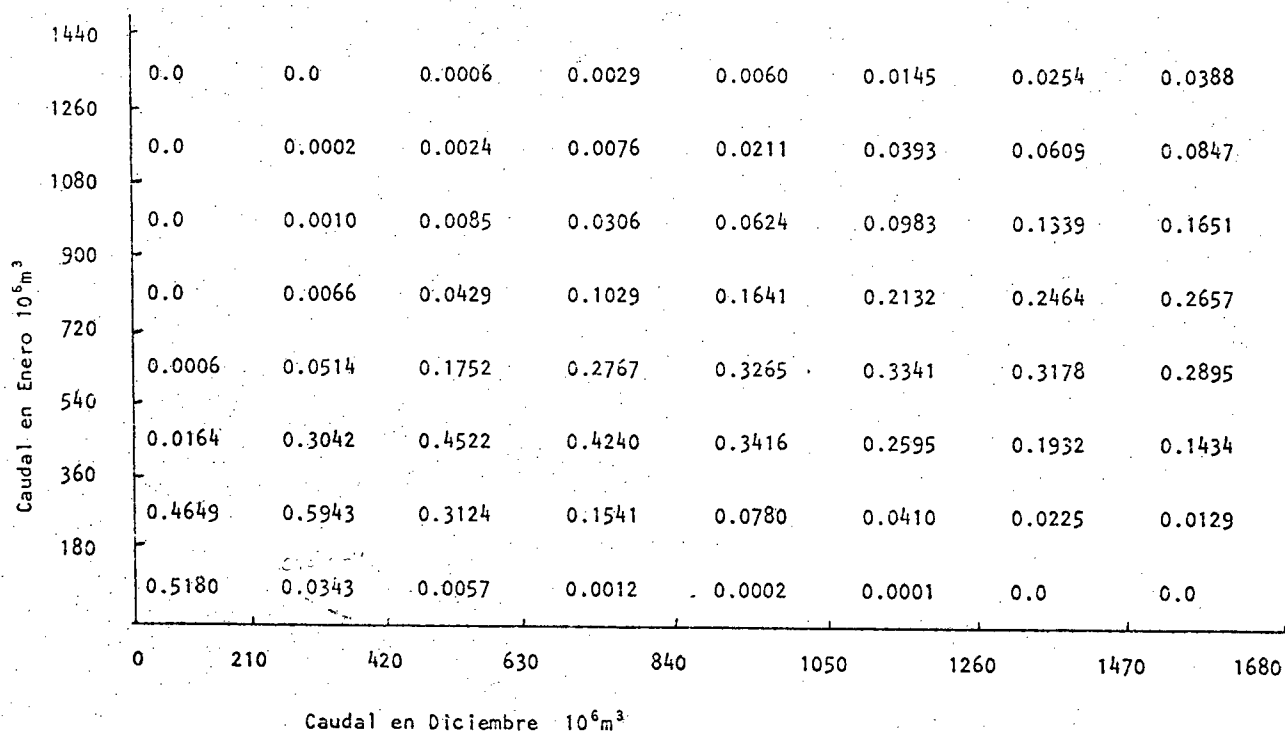 1440
0.0 0.0 0.0006 0.0029 0.0060 0.0145 0.0254 0.0388
1260
0.0 0.0002 0.0024 0.0076 0.0211 0.0393 0.0609 0.0847
1080
0.0 0.0010 0.0085 0.0306 0.0624 0.0983 0.1339 0.1651
900
0.0 0.0066 0.0429 0.1029 0.1641 0.2132 0.2464 0.2657
720
0.0006 0.0514 0.1752 0.2767 0.3265 0.3341 0.3178 0.2895
540
0.0164 0.3042 0.4522 0.4240 0.3416 0.2595 0.1932 0.1434
360
0.4649 0.5943 0.3124 0.1541 0.0780 0.0410 0.0225 0.0129
180
0.5180 0.0343 0.0057 0.0012 0.0002 0.0001 0.0 0.0
0 210 420 630 840 1050 1260 1470 1680
Caudal en Diciembre 10⁶m³
Caudal en Enero 10⁶m³